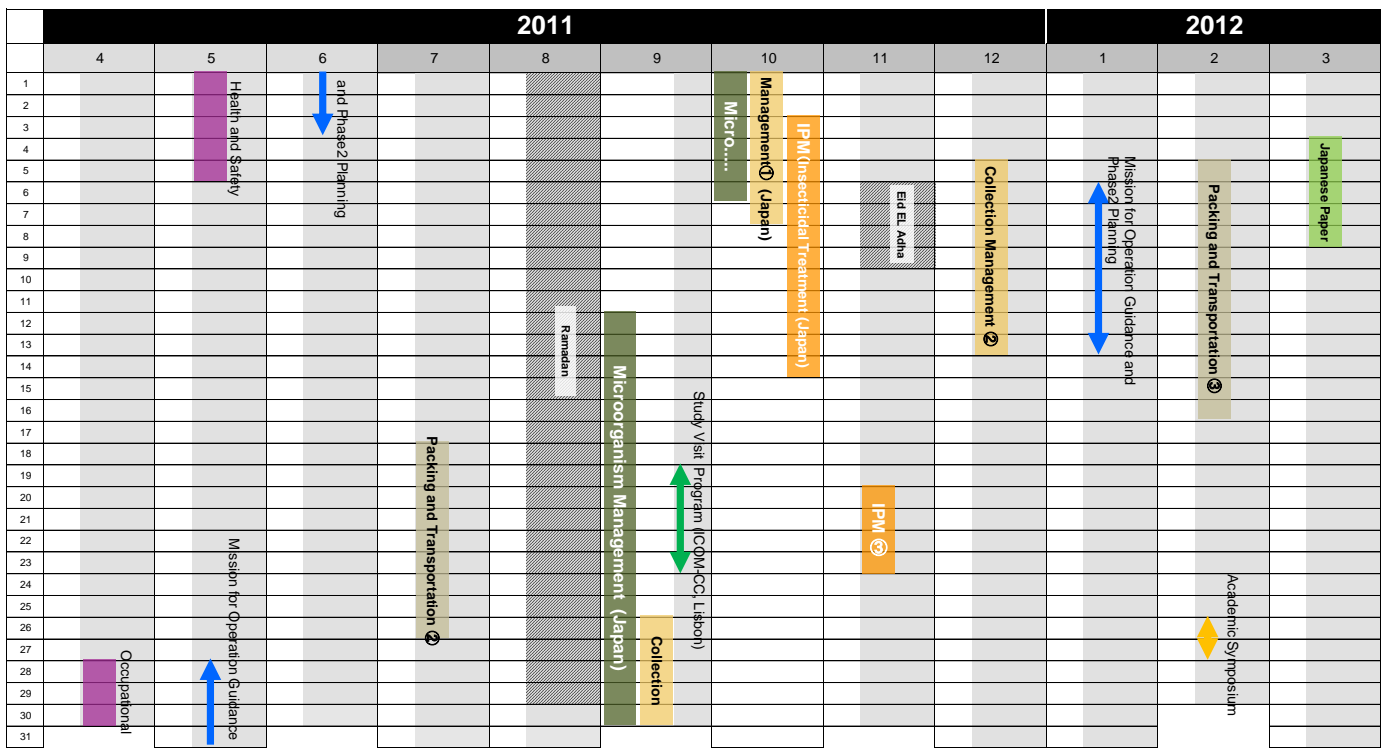 2011
2012
4
5
6
7
8
9
10
11
12
1
2
3
1
2
3
4
5
6
7
8
9
10
11
12
13
14
15
16
17
18
19
20
21
22
23
24
25
26
27
28
29
30
31
Occupational
Health and Safety
Mission for Operation Guidance
and Phase2 Planning
Packing and Transportation ②
Ramadan
Microorganism Management (Japan)
Collection
Study Visit Program (ICOM-CC, Lisbon)
Micro.....
Management① (Japan)
IPM (Insecticidal Treatment (Japan)
Eid EL Adha
IPM ③
Collection Management ②
Mission for Operation Guidance and
Phase2 Planning
Packing and Transportation ③
Academic Symposium
Japanese Paper